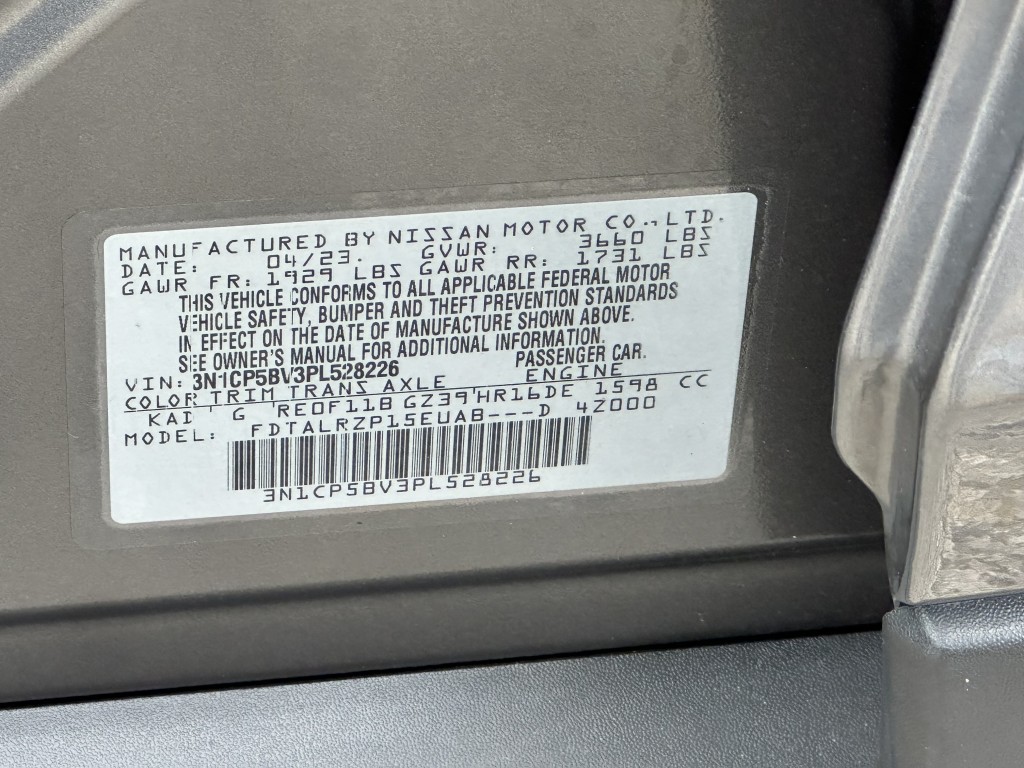 MANUFACTURED BY NISSAN MOTOR CO., LTD.
DATE: 04/23. GVWR: 3660 LBS
GAWR FR: 1929 LBS GAWR RR: 1731 LBS
THIS VEHICLE CONFORMS TO ALL APPLICABLE FEDERAL MOTOR
VEHICLE SAFETY, BUMPER AND THEFT PREVENTION STANDARDS
IN EFFECT ON THE DATE OF MANUFACTURE SHOWN ABOVE.
SEE OWNER'S MANUAL FOR ADDITIONAL INFORMATION.
VIN: 3N1CP5BV3PL528226 PASSENGER CAR.
COLOR TRIM TRANS AXLE ENGINE
KAD G RE0F11B GZ39 HR16DE 1598 CC
MODEL: FDTALRZP15EUAB---D 4Z000
3N1CP5BV3PL528226